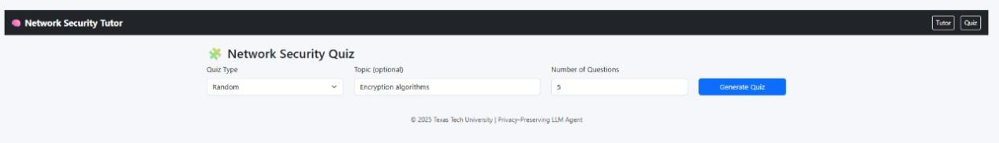 Network Security Tutor
Tutor Quiz
Network Security Quiz
Quiz Type Topic (optional) Number of Questions
Random Encryption algorithms 5 Generate Quiz
© 2025 Texas Tech University | Privacy-Preserving LLM Agent